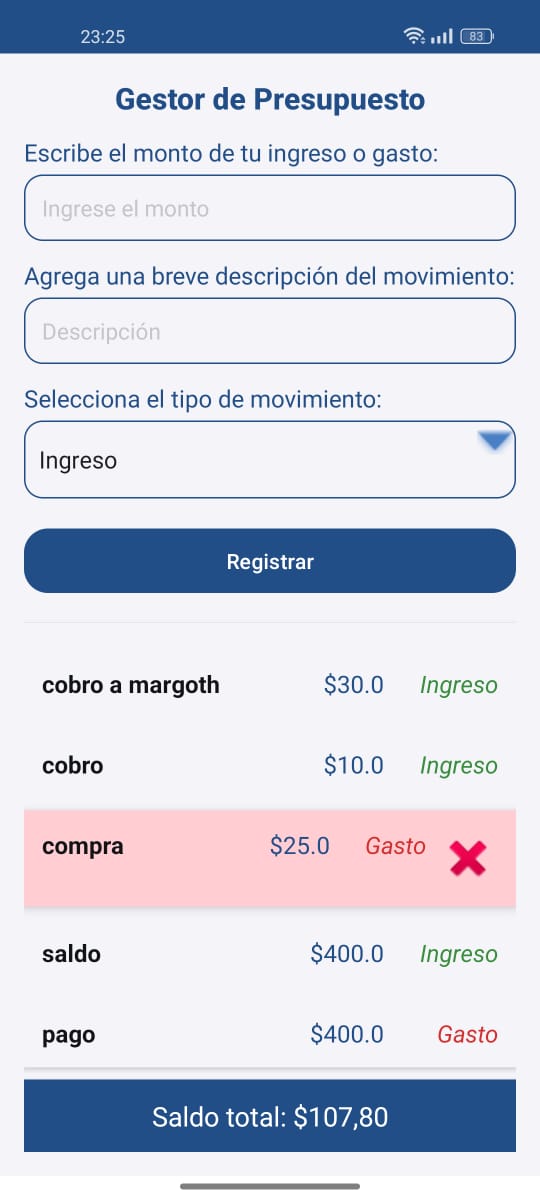 23:25
83
Gestor de Presupuesto
Escribe el monto de tu ingreso o gasto:
Ingrese el monto
Agrega una breve descripción del movimiento:
Descripción
Selecciona el tipo de movimiento:
Ingreso
Registrar
cobro a margoth $30.0 Ingreso
cobro $10.0 Ingreso
compra $25.0 Gasto
saldo $400.0 Ingreso
pago $400.0 Gasto
Saldo total: $107,80